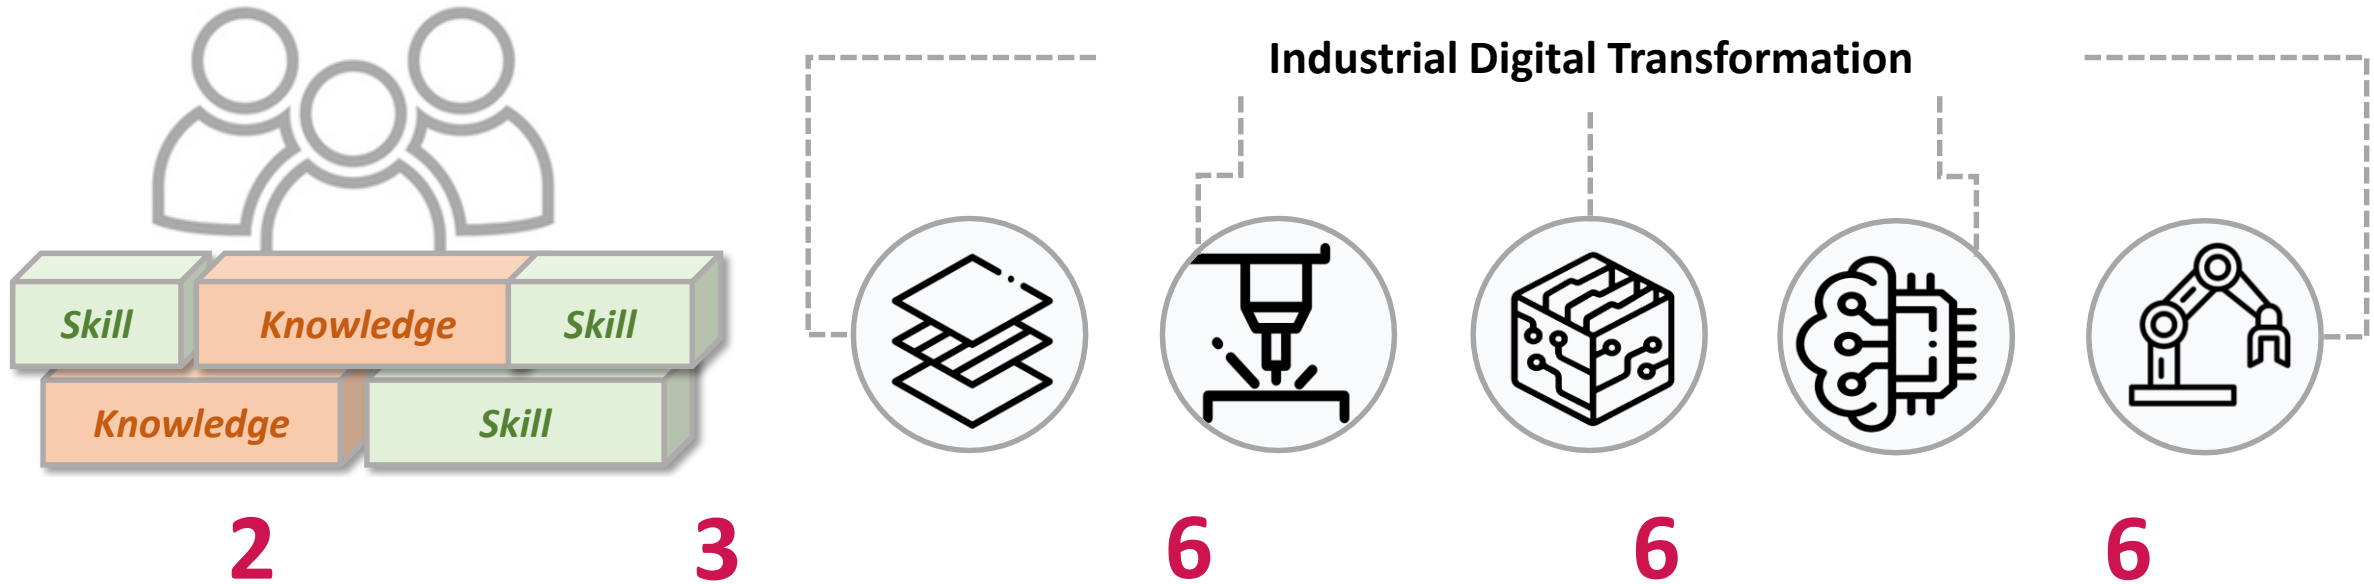 Industrial Digital Transformation
Skill
Knowledge
Skill
Knowledge
Skill
2
3
6
6
6